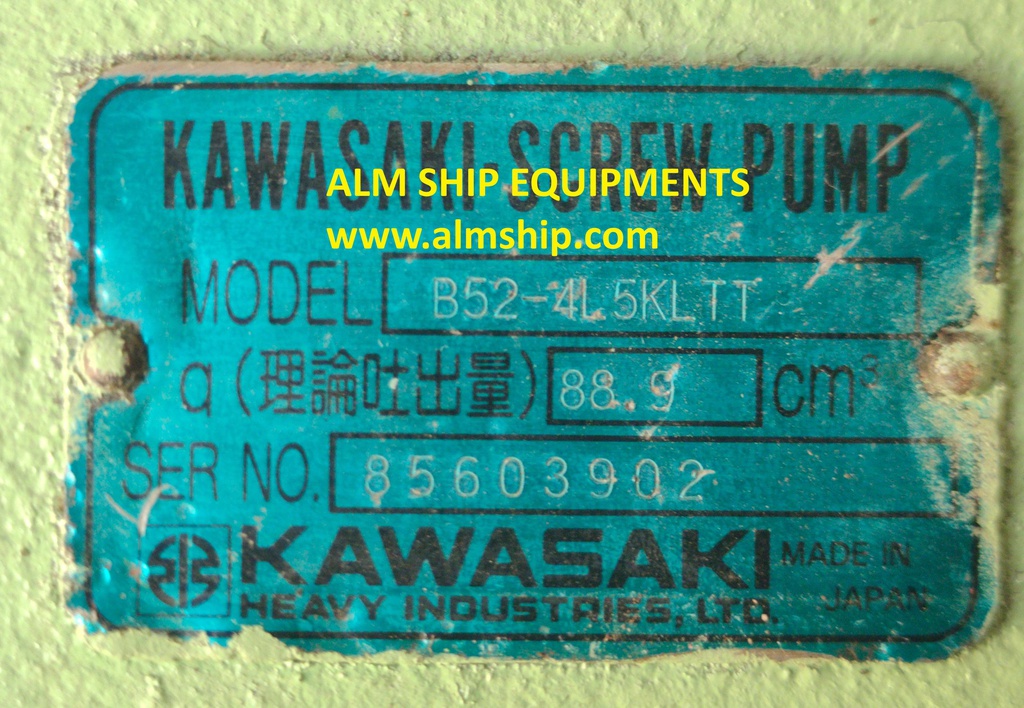 KAWASAKI SCREW PUMP
ALM SHIP EQUIPMENTS
www.almship.com
MODEL B52-4L5KLTT
q (理論吐出量) 88.9 cm³
SER NO. 85603902
KAWASAKI MADE IN
HEAVY INDUSTRIES, LTD. JAPAN